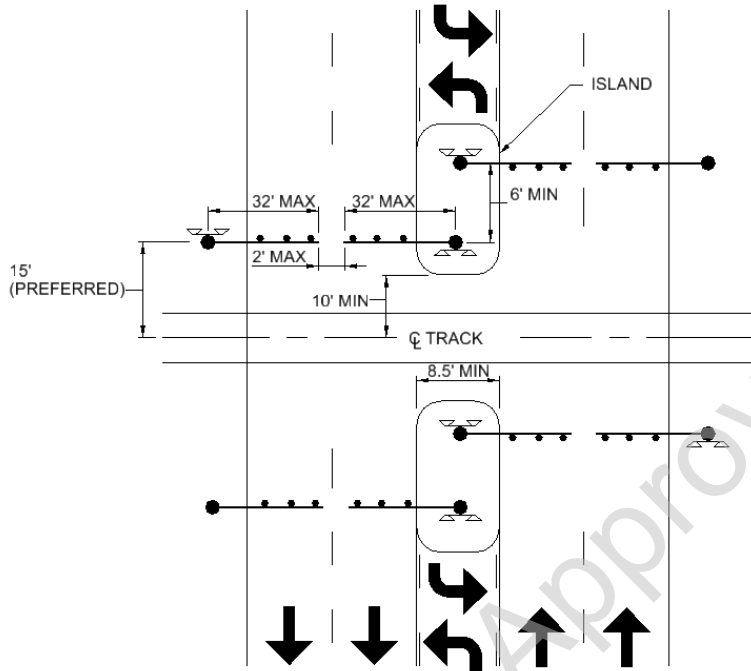 ISLAND
32' MAX
32' MAX
6' MIN
2' MAX
15'
(PREFERRED)
10' MIN
℄ TRACK
8.5' MIN